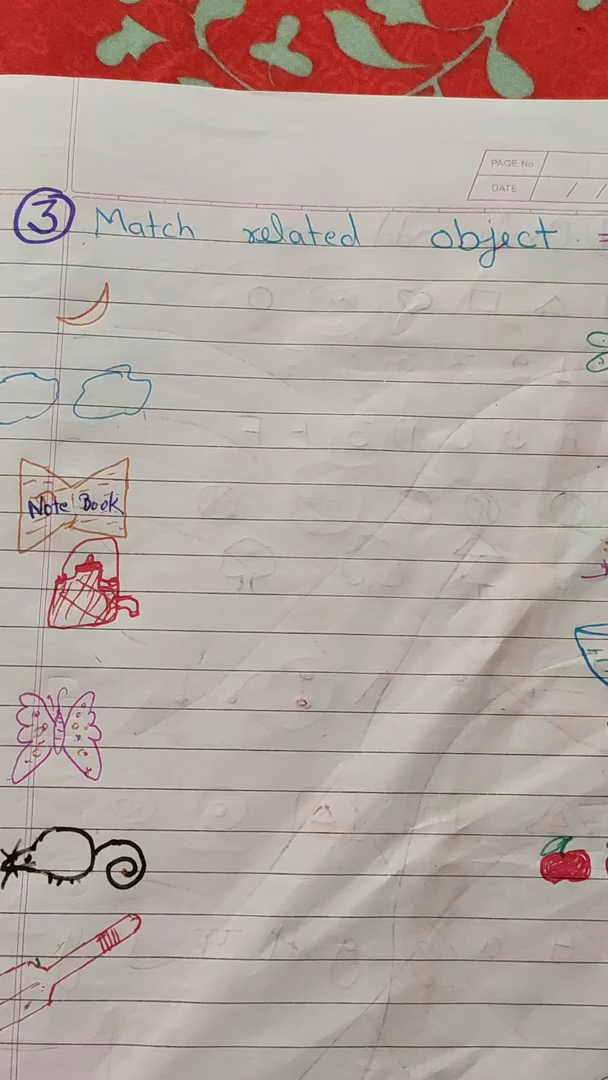 PAGE No.
DATE / /
3 Match related object =
Note Book